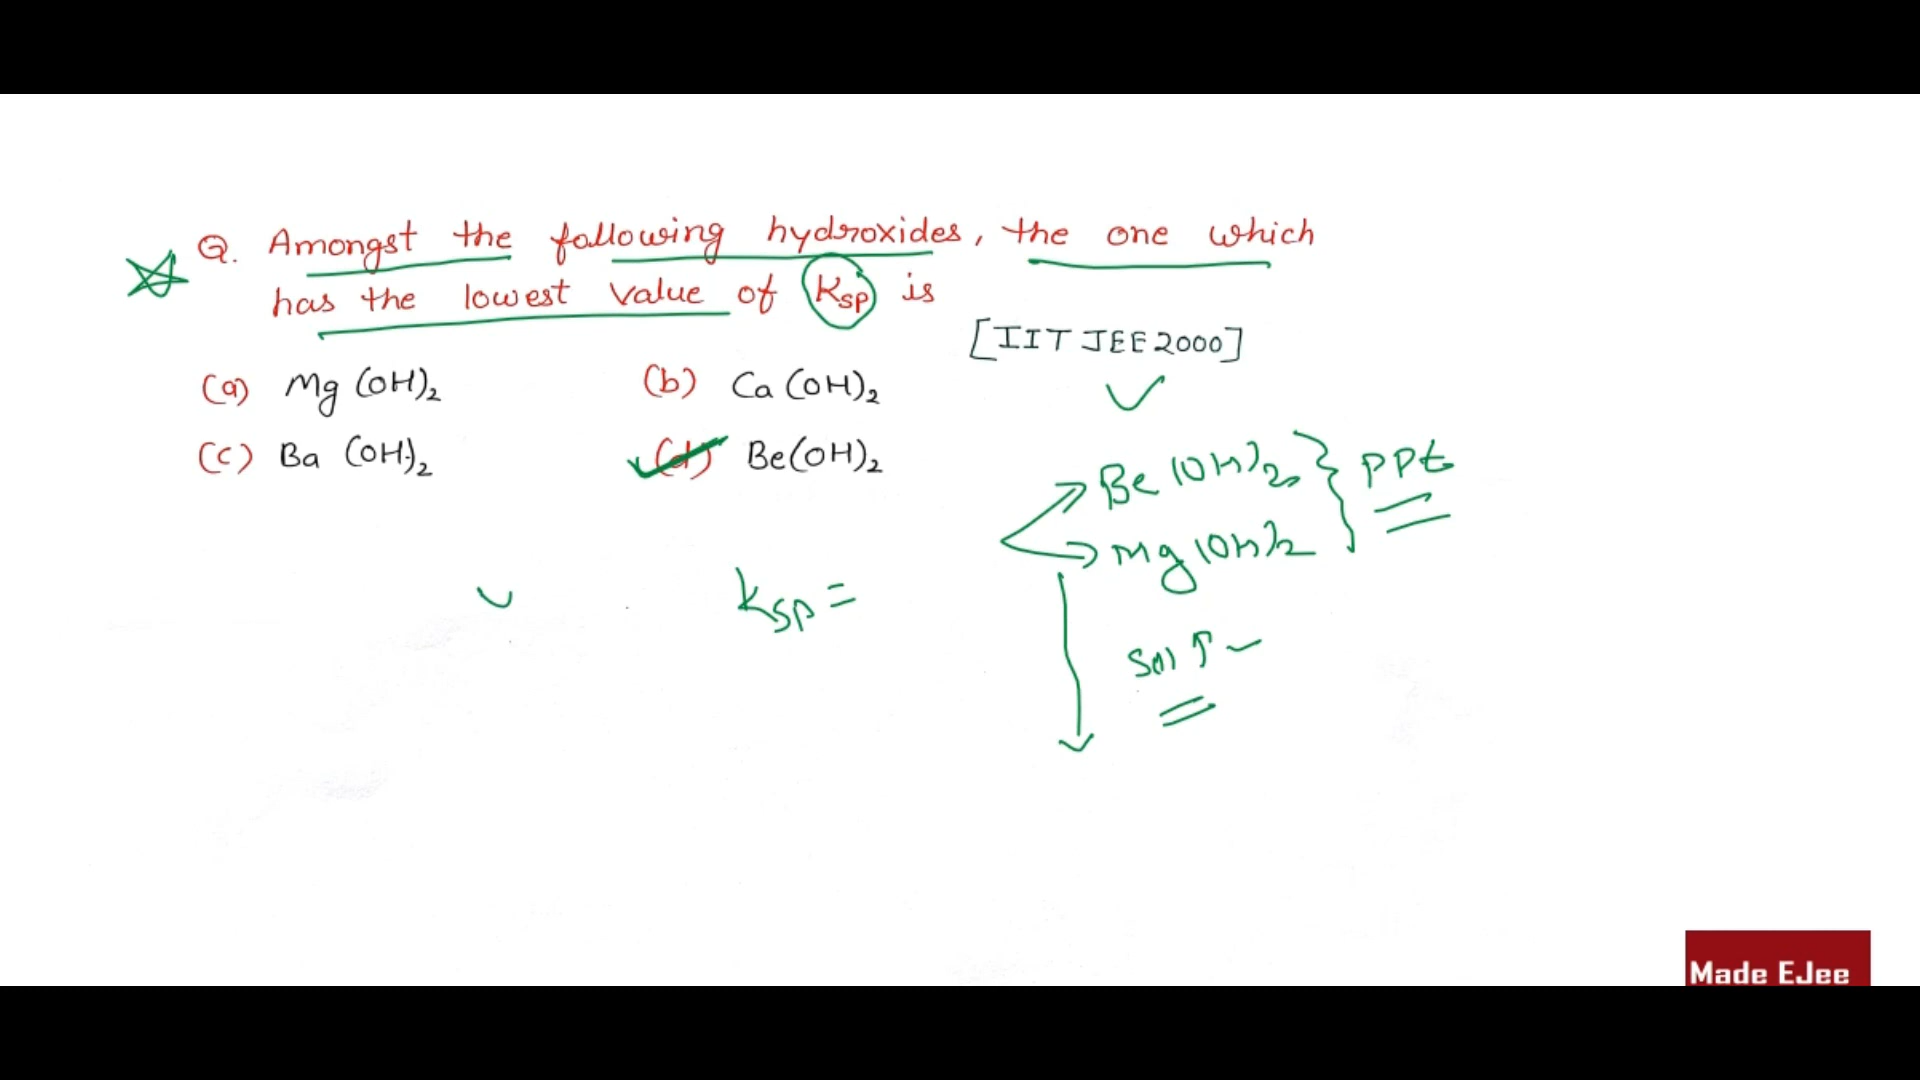 Q. Amongst the following hydroxides, the one which
has the lowest value of Ksp is
[IIT JEE 2000]
(a) Mg (OH)2 (b) Ca (OH)2
(c) Ba (OH)2 (d) Be(OH)2
Be (OH)2 } ppt
Mg (OH)2
Ksp =
Sol ↑
Made EJee